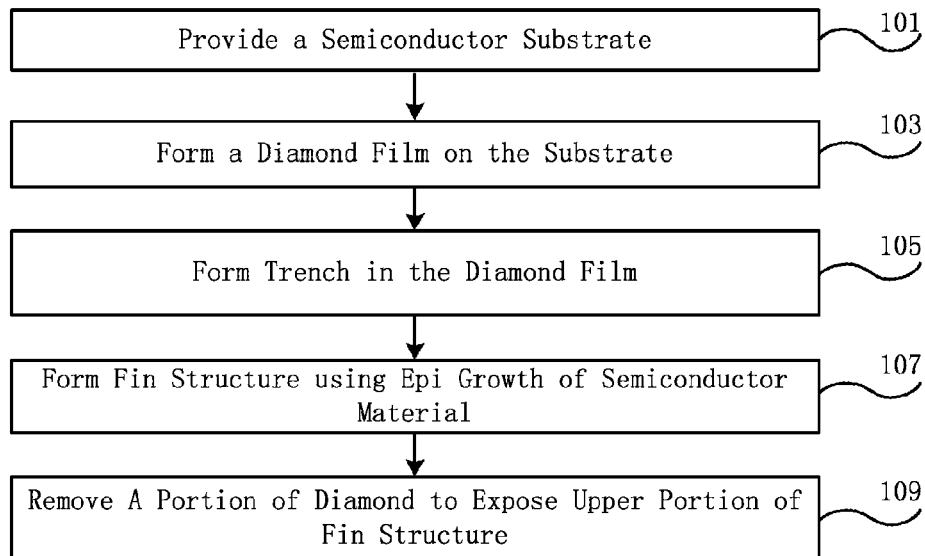 Provide a Semiconductor Substrate
101
Form a Diamond Film on the Substrate
103
Form Trench in the Diamond Film
105
Form Fin Structure using Epi Growth of Semiconductor
Material
107
Remove A Portion of Diamond to Expose Upper Portion of
Fin Structure
109